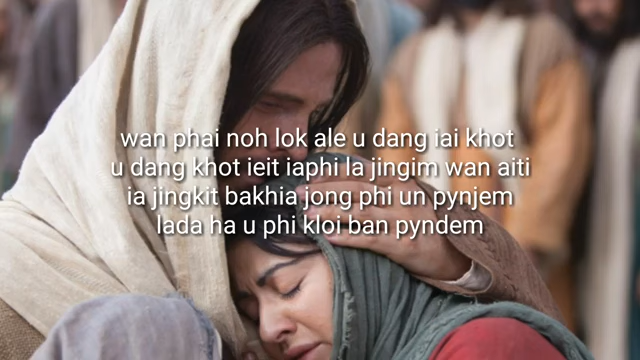 wan phai noh lok ale u dang iai khot
u dang khot ieit iaphi la jingim wan aiti
ia jingkit bakhia jong phi un pynjem
lada ha u phi kloi ban pyndem